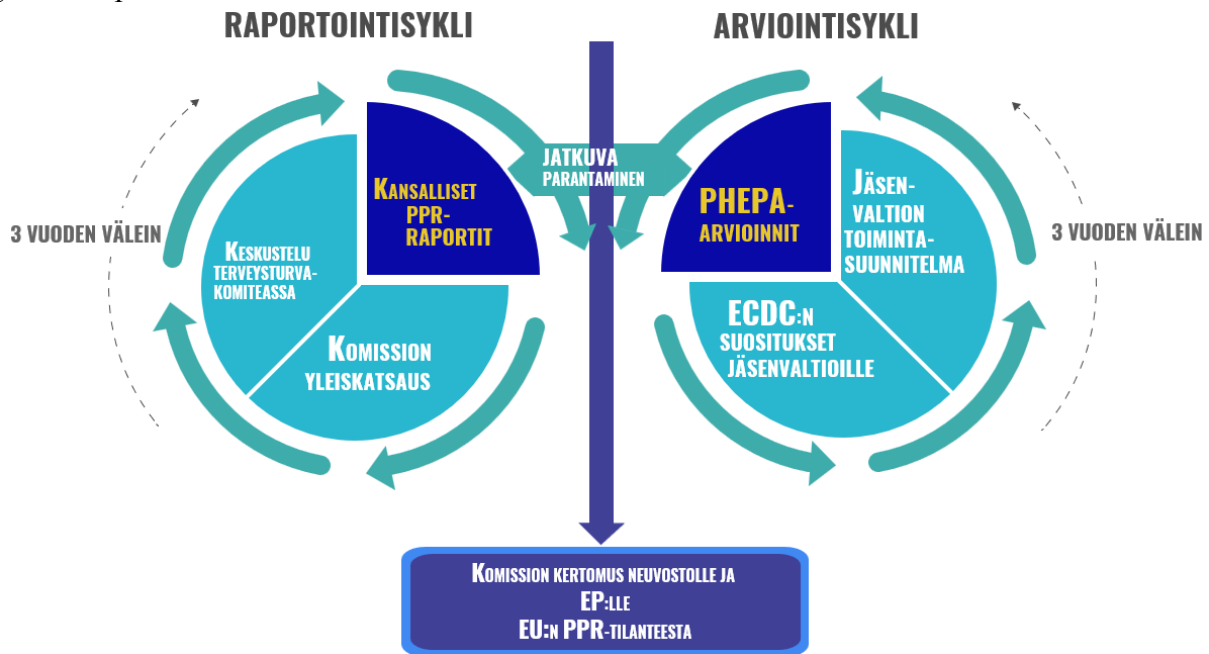 RAPORTOINTISYKLI
ARVIOINTISYKLI
JATKUVA
PARANTAMINEN
KANSALLISET
PPR-
RAPORTIT
KESKUSTELU
TERVEYSTURVA-
KOMITEASSA
KOMISSION
YLEISKATSAUS
3 VUODEN VÄLEIN
PHEPA-
ARVIOINNIT
JÄSEN-
VALTION
TOIMINTA-
SUUNNITELMA
ECDC:N
SUOSITUKSET
JÄSENVALTIOILLE
3 VUODEN VÄLEIN
KOMISSION KERTOMUS NEUVOSTOLLE JA
EP:LLE
EU:N PPR-TILANTEESTA